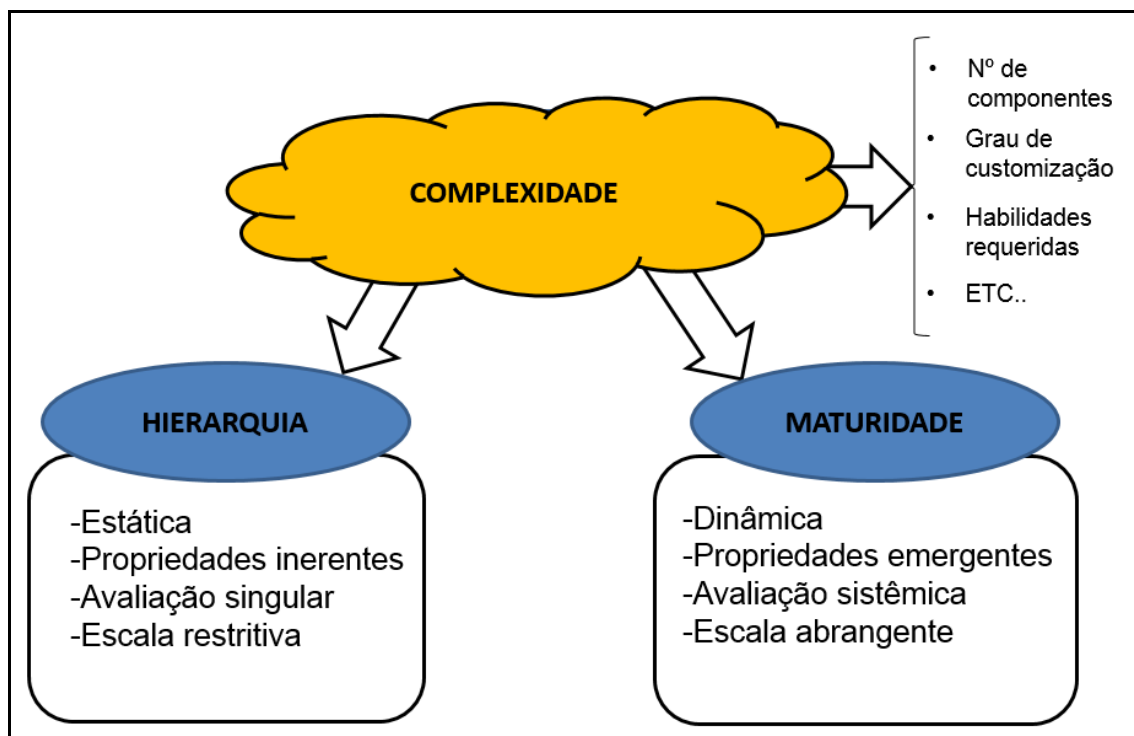 COMPLEXIDADE
• Nº de
componentes
• Grau de
customização
• Habilidades
requeridas
• ETC..
HIERARQUIA
-Estática
-Propriedades inerentes
-Avaliação singular
-Escala restritiva
MATURIDADE
-Dinâmica
-Propriedades emergentes
-Avaliação sistêmica
-Escala abrangente